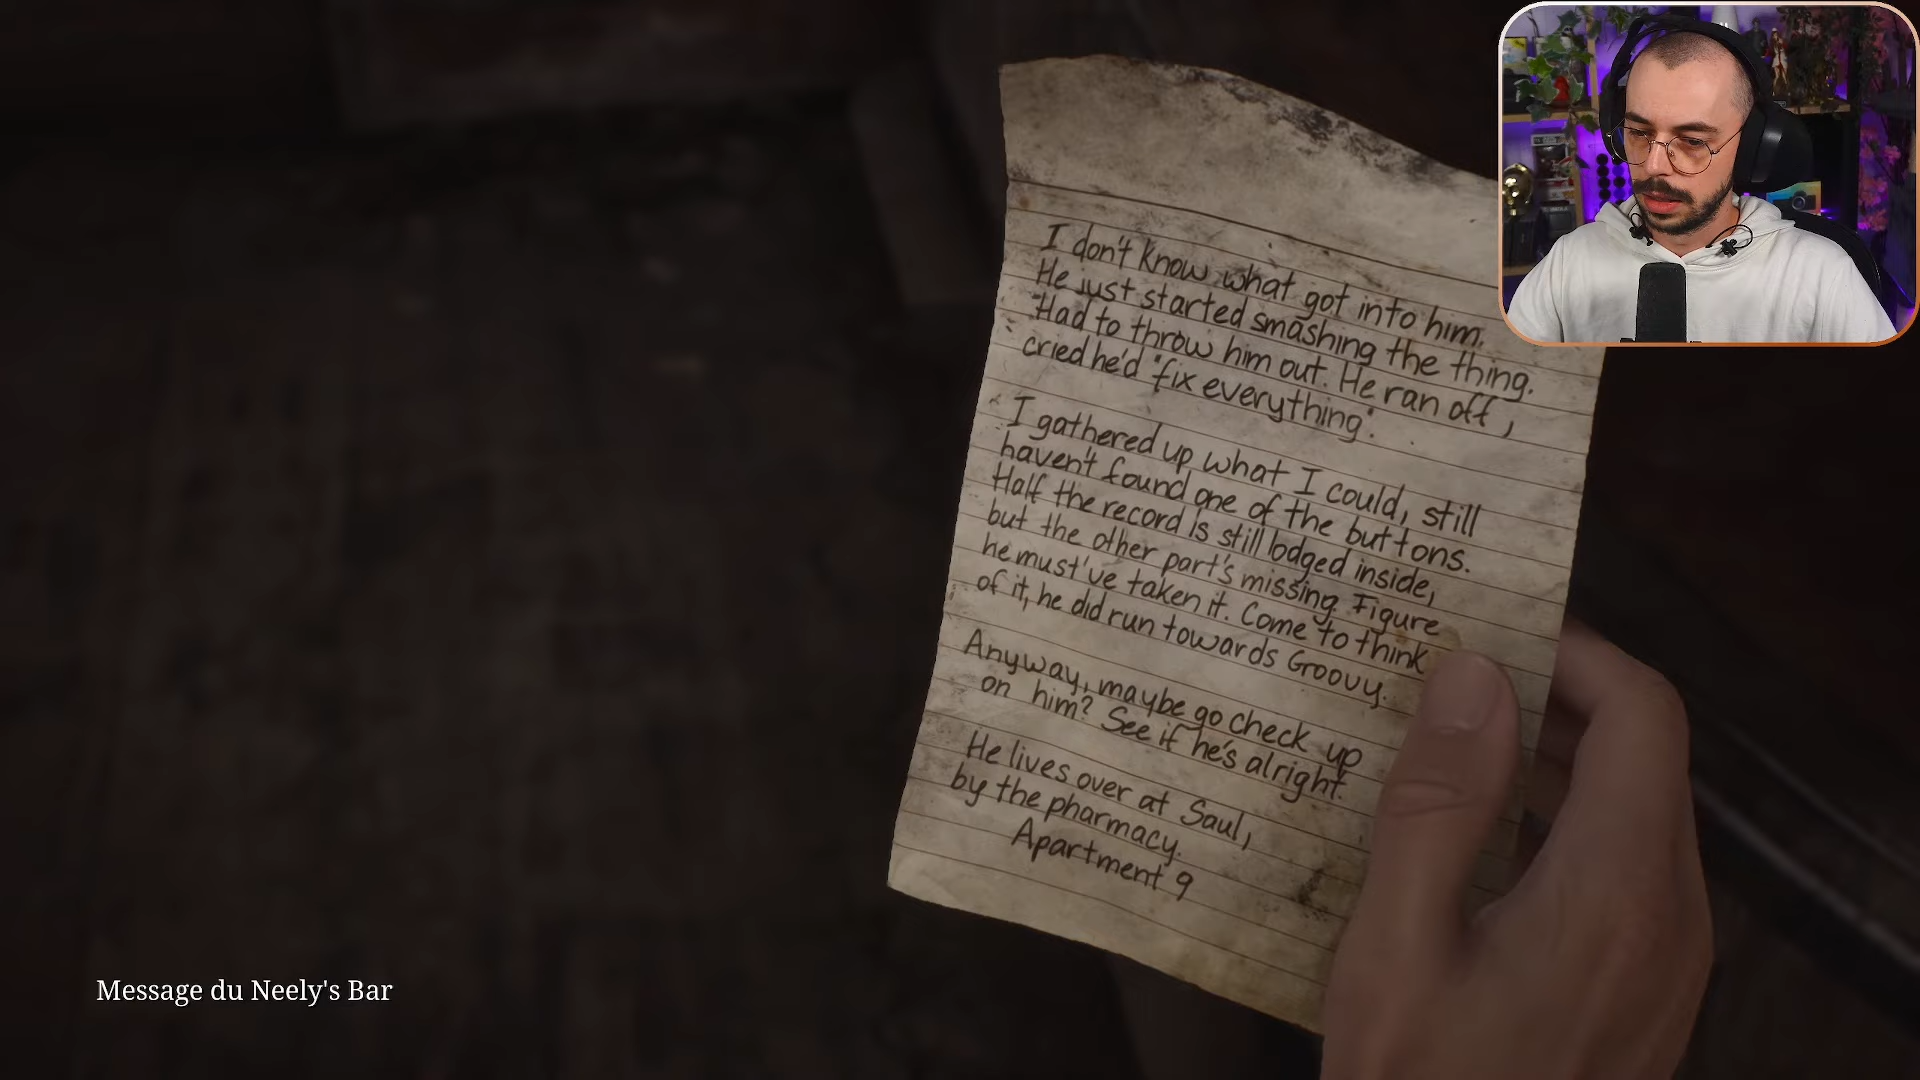 I don't know what got into him.
He just started smashing the thing.
Had to throw him out. He ran off,
cried he'd "fix everything".
I gathered up what I could, still
haven't found one of the buttons.
Half the record is still lodged inside,
but the other part's missing. Figure
he must've taken it. Come to think
of it, he did run towards Groovy.
Anyway, maybe go check up
on him? See if he's alright.
He lives over at Saul,
by the pharmacy.
Apartment 9
Message du Neely's Bar